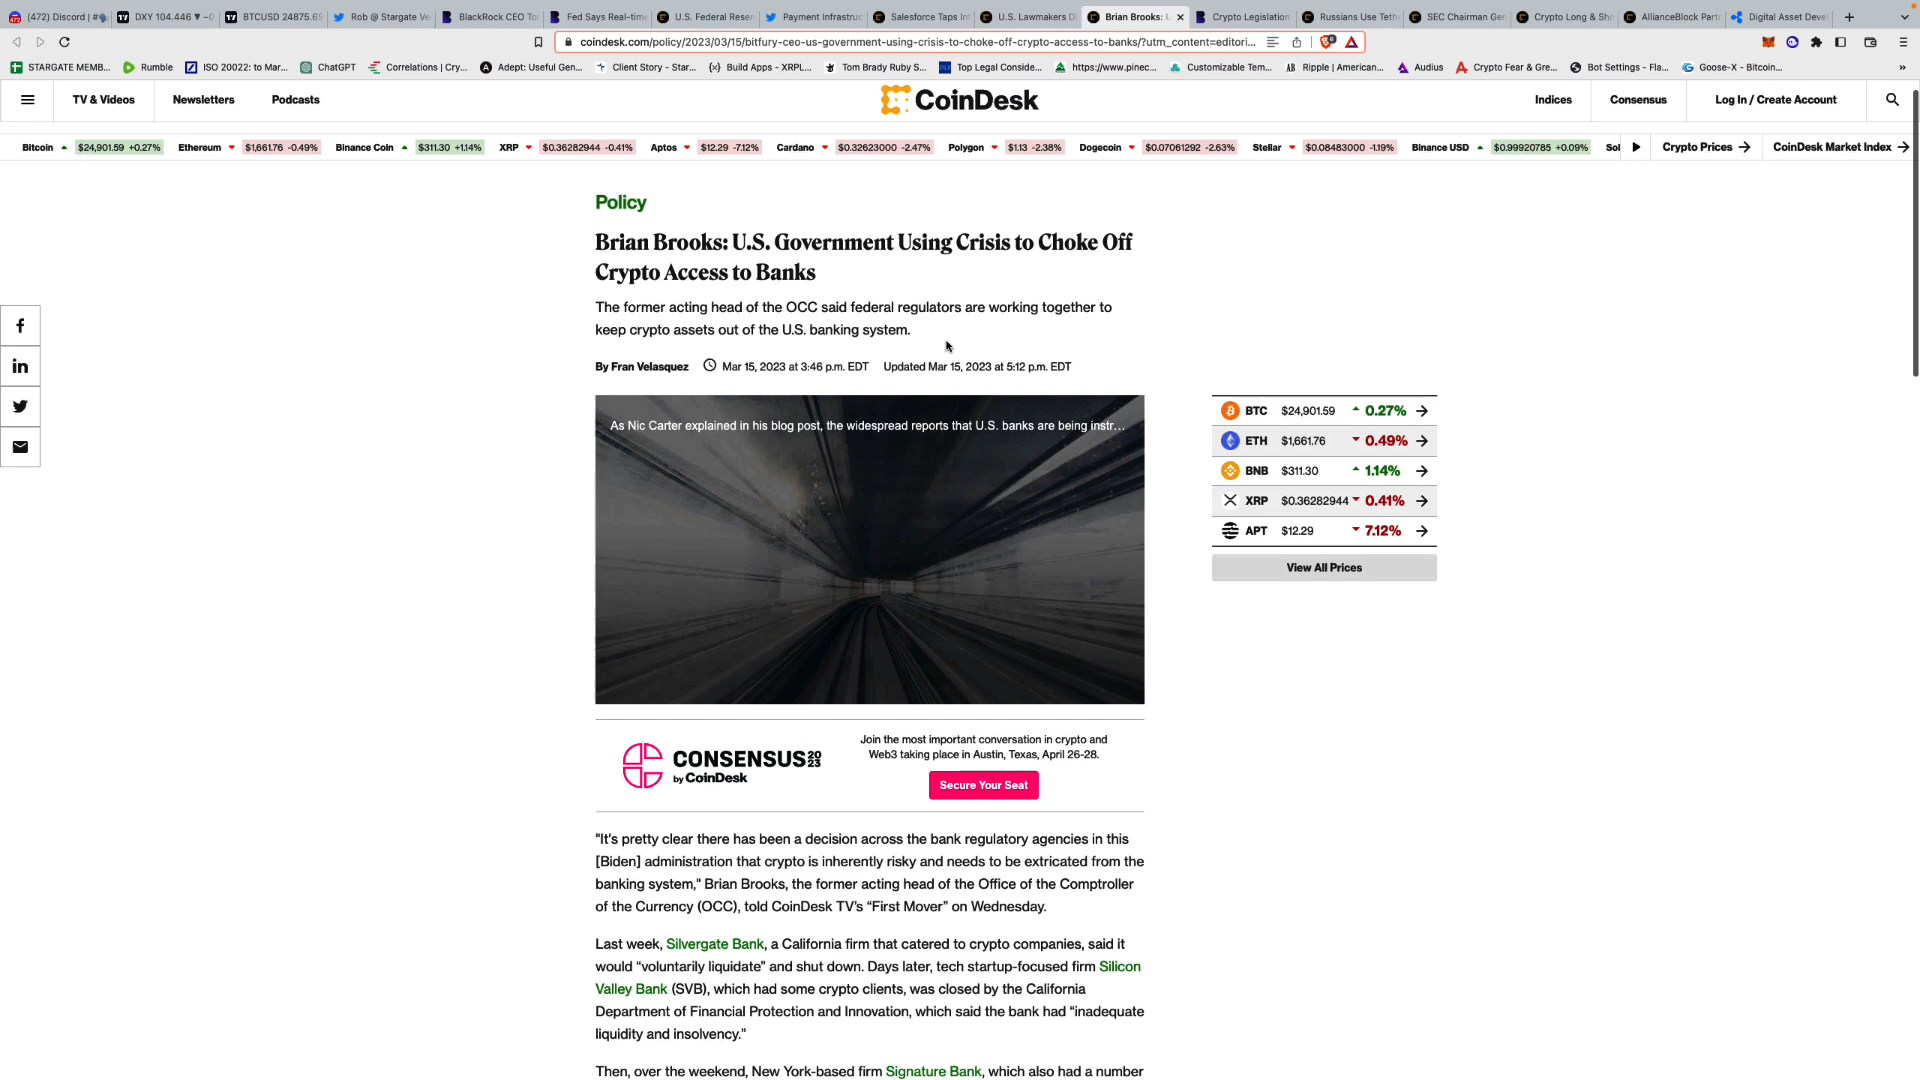 (472) Discord | #
DXY 104.446 ▼ −0
BTCUSD 24875.69
Rob @ Stargate Ve
BlackRock CEO To
Fed Says Real-time
U.S. Federal Reser
Payment Infrastruc
Salesforce Taps In
U.S. Lawmakers D
Brian Brooks: U.
Crypto Legislation
Russians Use Teth
SEC Chairman Gen
Crypto Long & Sho
AllianceBlock Part
Digital Asset Deve
coindesk.com/policy/2023/03/15/bitfury-ceo-us-government-using-crisis-to-choke-off-crypto-access-to-banks/?utm_content=editori...
STARGATE MEMB...
Rumble
ISO 20022: to Mar...
ChatGPT
Correlations | Cry...
Adept: Useful Gen...
Client Story - Star...
Build Apps - XRPL...
Tom Brady Ruby S...
Top Legal Conside...
https://www.pinec...
Customizable Tem...
Ripple | American...
Audius
Crypto Fear & Gre...
Bot Settings - Fla...
Goose-X - Bitcoin...
TV & Videos
Newsletters
Podcasts
CoinDesk
Indices
Consensus
Log In / Create Account
Bitcoin $24,901.59 +0.27%
Ethereum $1,661.76 -0.49%
Binance Coin $311.30 +1.14%
XRP $0.36282944 -0.41%
Aptos $12.29 -7.12%
Cardano $0.32623000 -2.47%
Polygon $1.13 -2.38%
Dogecoin $0.07061292 -2.63%
Stellar $0.08483000 -1.19%
Binance USD $0.99920785 +0.09%
Sol
Crypto Prices
CoinDesk Market Index
Policy
Brian Brooks: U.S. Government Using Crisis to Choke Off
Crypto Access to Banks
The former acting head of the OCC said federal regulators are working together to
keep crypto assets out of the U.S. banking system.
By Fran Velasquez Mar 15, 2023 at 3:46 p.m. EDT Updated Mar 15, 2023 at 5:12 p.m. EDT
As Nic Carter explained in his blog post, the widespread reports that U.S. banks are being instr...
BTC $24,901.59 0.27%
ETH $1,661.76 0.49%
BNB $311.30 1.14%
XRP $0.36282944 0.41%
APT $12.29 7.12%
View All Prices
CONSENSUS 2023
by CoinDesk
Join the most important conversation in crypto and
Web3 taking place in Austin, Texas, April 26-28.
Secure Your Seat
"It's pretty clear there has been a decision across the bank regulatory agencies in this
[Biden] administration that crypto is inherently risky and needs to be extricated from the
banking system," Brian Brooks, the former acting head of the Office of the Comptroller
of the Currency (OCC), told CoinDesk TV's “First Mover” on Wednesday.
Last week, Silvergate Bank, a California firm that catered to crypto companies, said it
would “voluntarily liquidate” and shut down. Days later, tech startup-focused firm Silicon
Valley Bank (SVB), which had some crypto clients, was closed by the California
Department of Financial Protection and Innovation, which said the bank had “inadequate
liquidity and insolvency.”
Then, over the weekend, New York-based firm Signature Bank, which also had a number